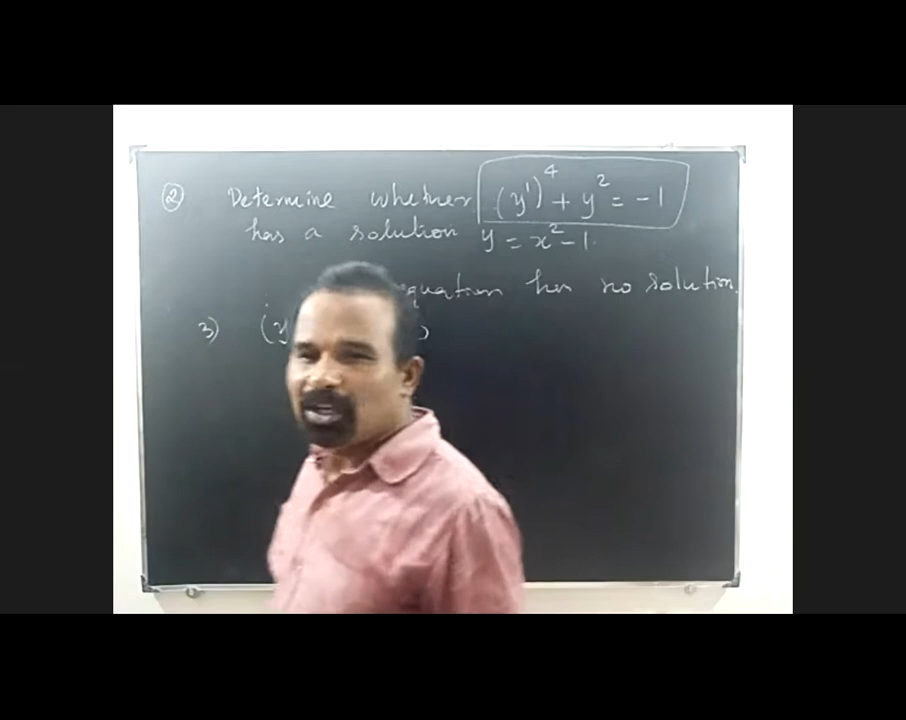 ② Determine whether (y')⁴ + y² = -1
has a solution y = x² - 1.
equation has no solution.
3) (y )